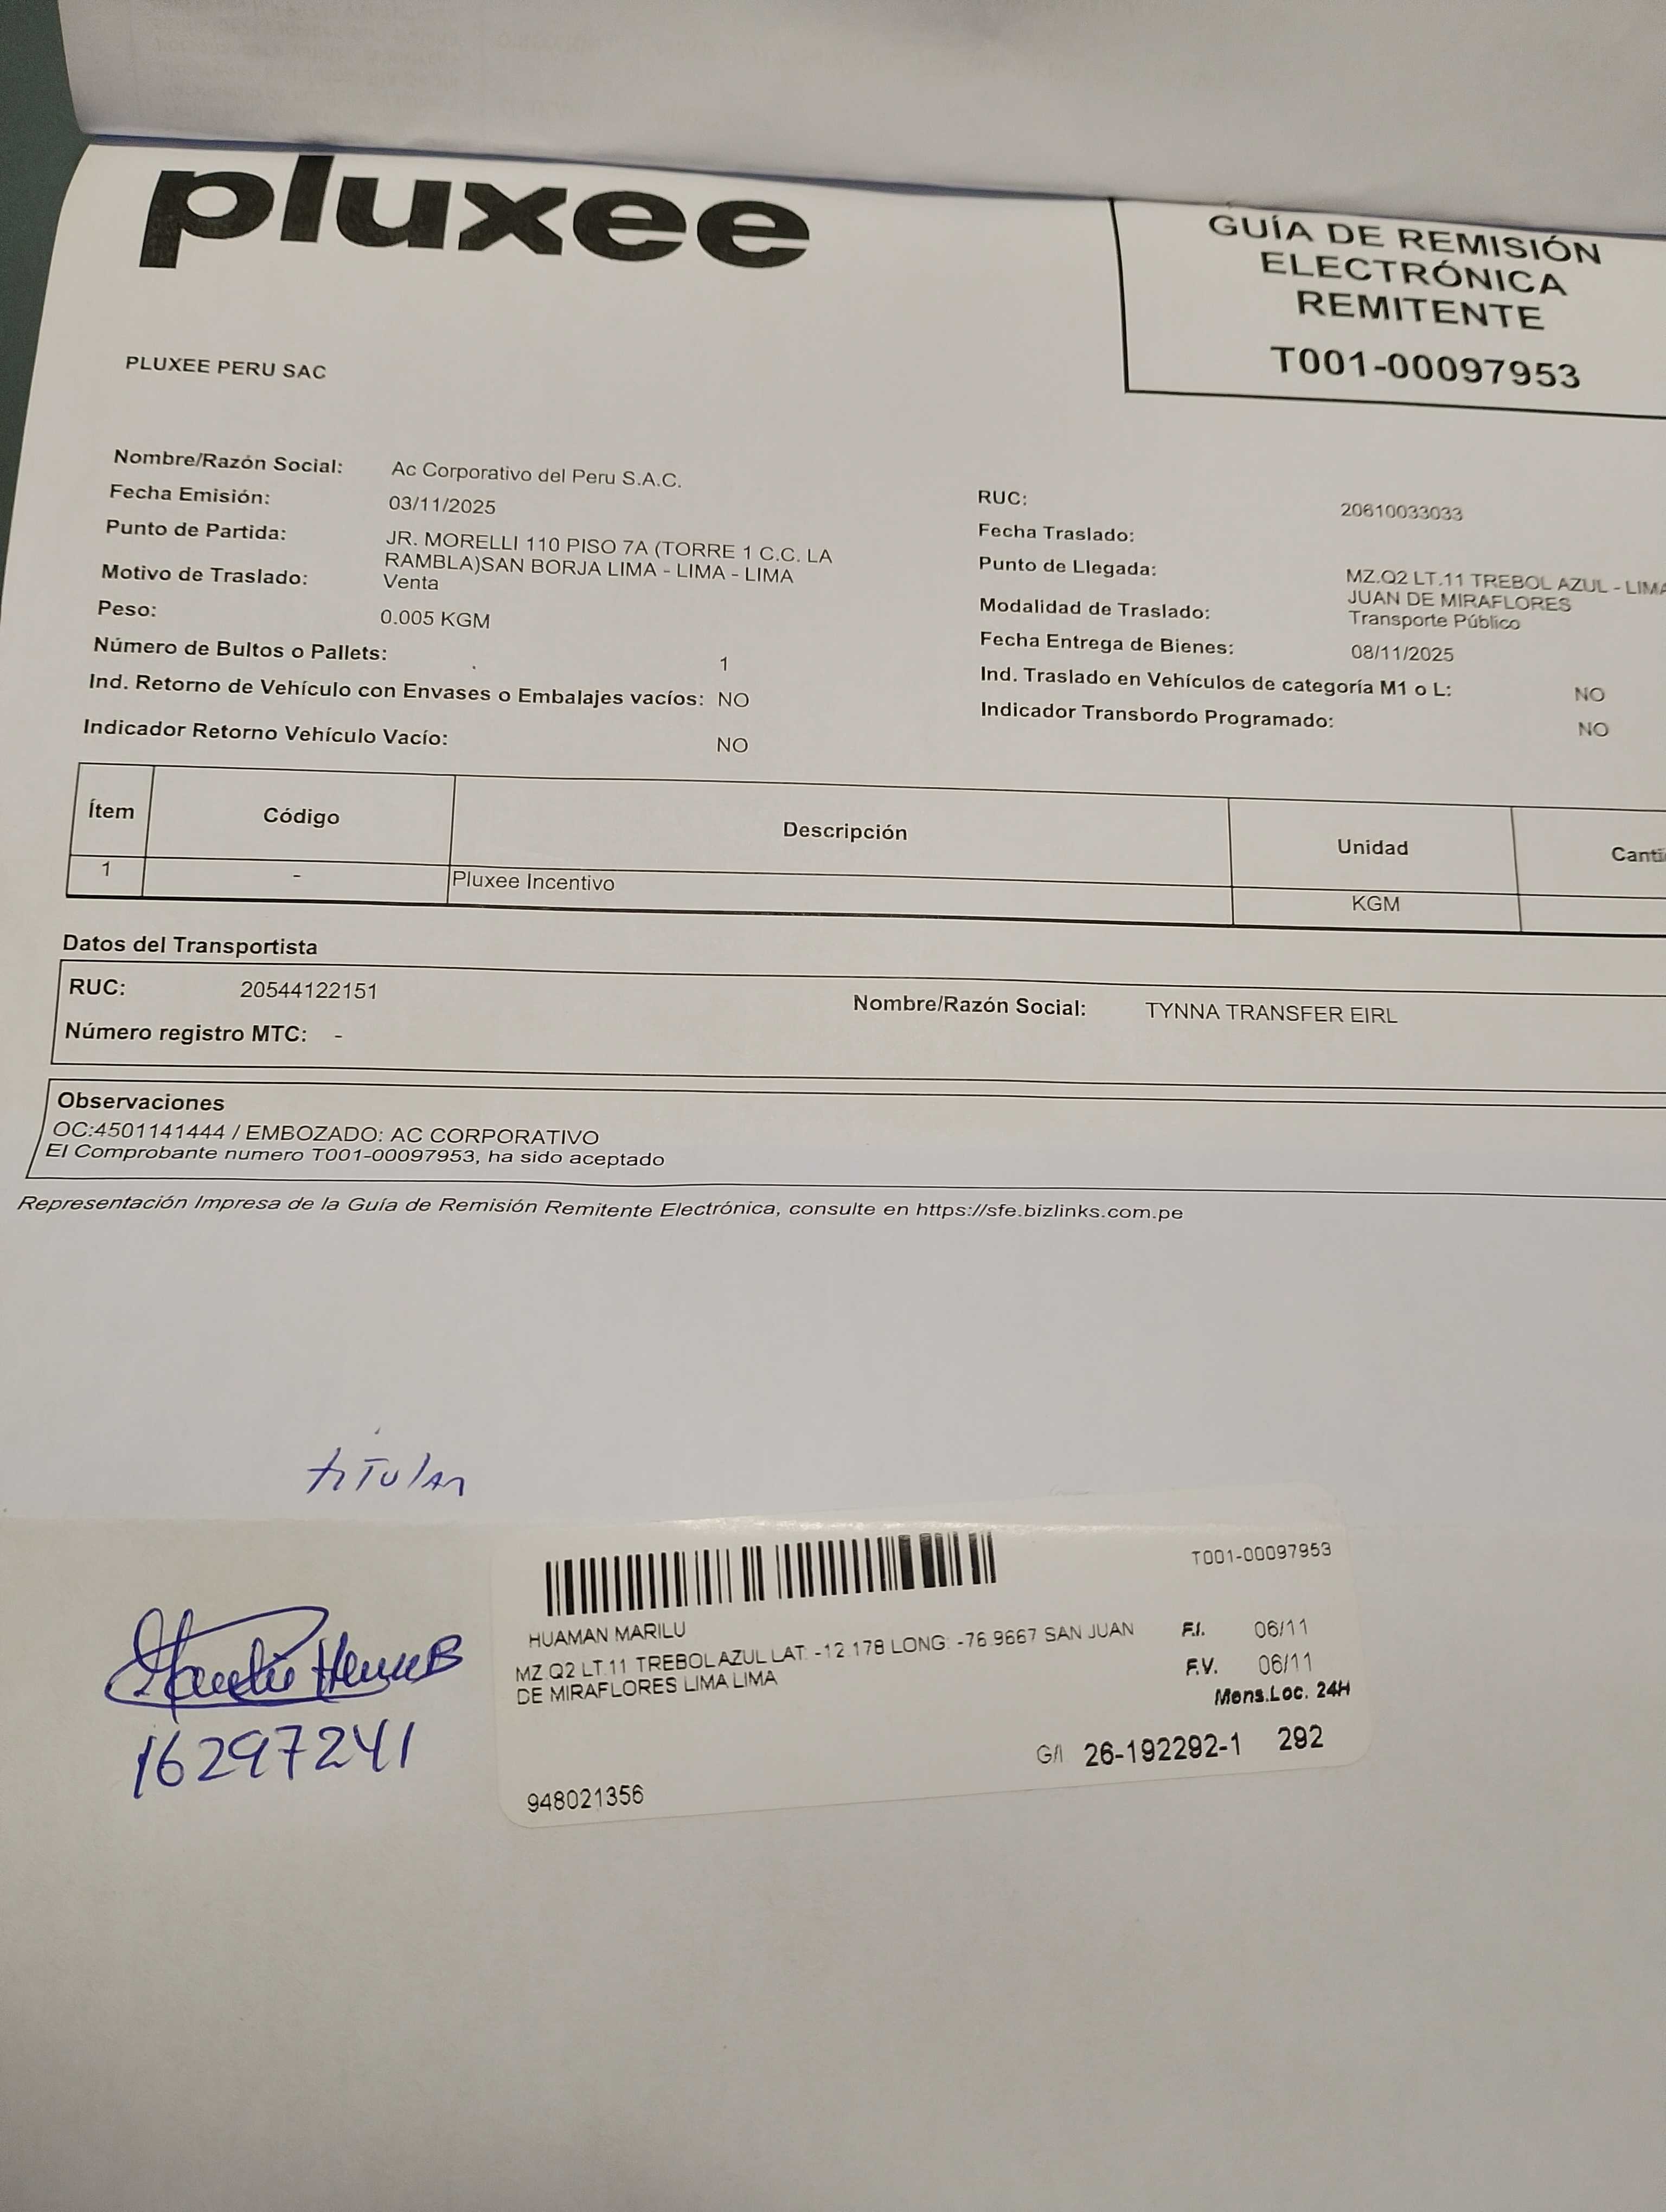 pluxee
GUÍA DE REMISIÓN
ELECTRÓNICA
REMITENTE
T001-00097953
PLUXEE PERU SAC
Nombre/Razón Social: Ac Corporativo del Peru S.A.C.
Fecha Emisión: 03/11/2025
Punto de Partida: JR. MORELLI 110 PISO 7A (TORRE 1 C.C. LA
RAMBLA)SAN BORJA LIMA - LIMA - LIMA
Motivo de Traslado: Venta
Peso: 0.005 KGM
Número de Bultos o Pallets: 1
Ind. Retorno de Vehículo con Envases o Embalajes vacíos: NO
Indicador Retorno Vehículo Vacío: NO
RUC: 20610033033
Fecha Traslado:
Punto de Llegada: MZ.Q2 LT.11 TREBOL AZUL - LIMA
JUAN DE MIRAFLORES
Modalidad de Traslado: Transporte Público
Fecha Entrega de Bienes: 08/11/2025
Ind. Traslado en Vehículos de categoría M1 o L: NO
Indicador Transbordo Programado: NO
Ítem Código Descripción Unidad Canti
1 - Pluxee Incentivo KGM
Datos del Transportista
RUC: 20544122151 Nombre/Razón Social: TYNNA TRANSFER EIRL
Número registro MTC: -
Observaciones
OC:4501141444 / EMBOZADO: AC CORPORATIVO
El Comprobante numero T001-00097953, ha sido aceptado
Representación Impresa de la Guía de Remisión Remitente Electrónica, consulte en https://sfe.bizlinks.com.pe
titular
16297241
T001-00097953
HUAMAN MARILU
MZ Q2 LT.11 TREBOL AZUL LAT: -12.178 LONG: -76.9667 SAN JUAN
DE MIRAFLORES LIMA LIMA
F.I. 06/11
F.V. 06/11
Mens.Loc. 24H
G/I 26-192292-1 292
948021356